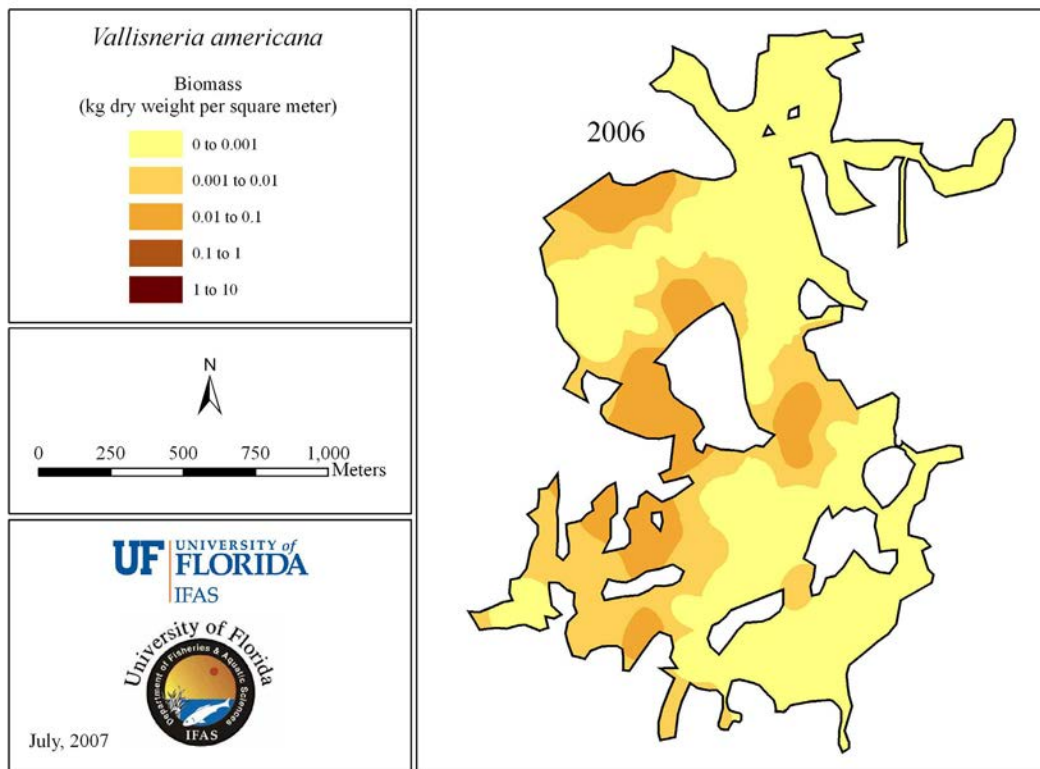 Vallisneria americana
Biomass
(kg dry weight per square meter)
0 to 0.001
0.001 to 0.01
0.01 to 0.1
0.1 to 1
1 to 10
N
0 250 500 750 1,000
Meters
UF UNIVERSITY of
FLORIDA
IFAS
University of Florida
Department of Fisheries & Aquatic Sciences
IFAS
July, 2007
2006